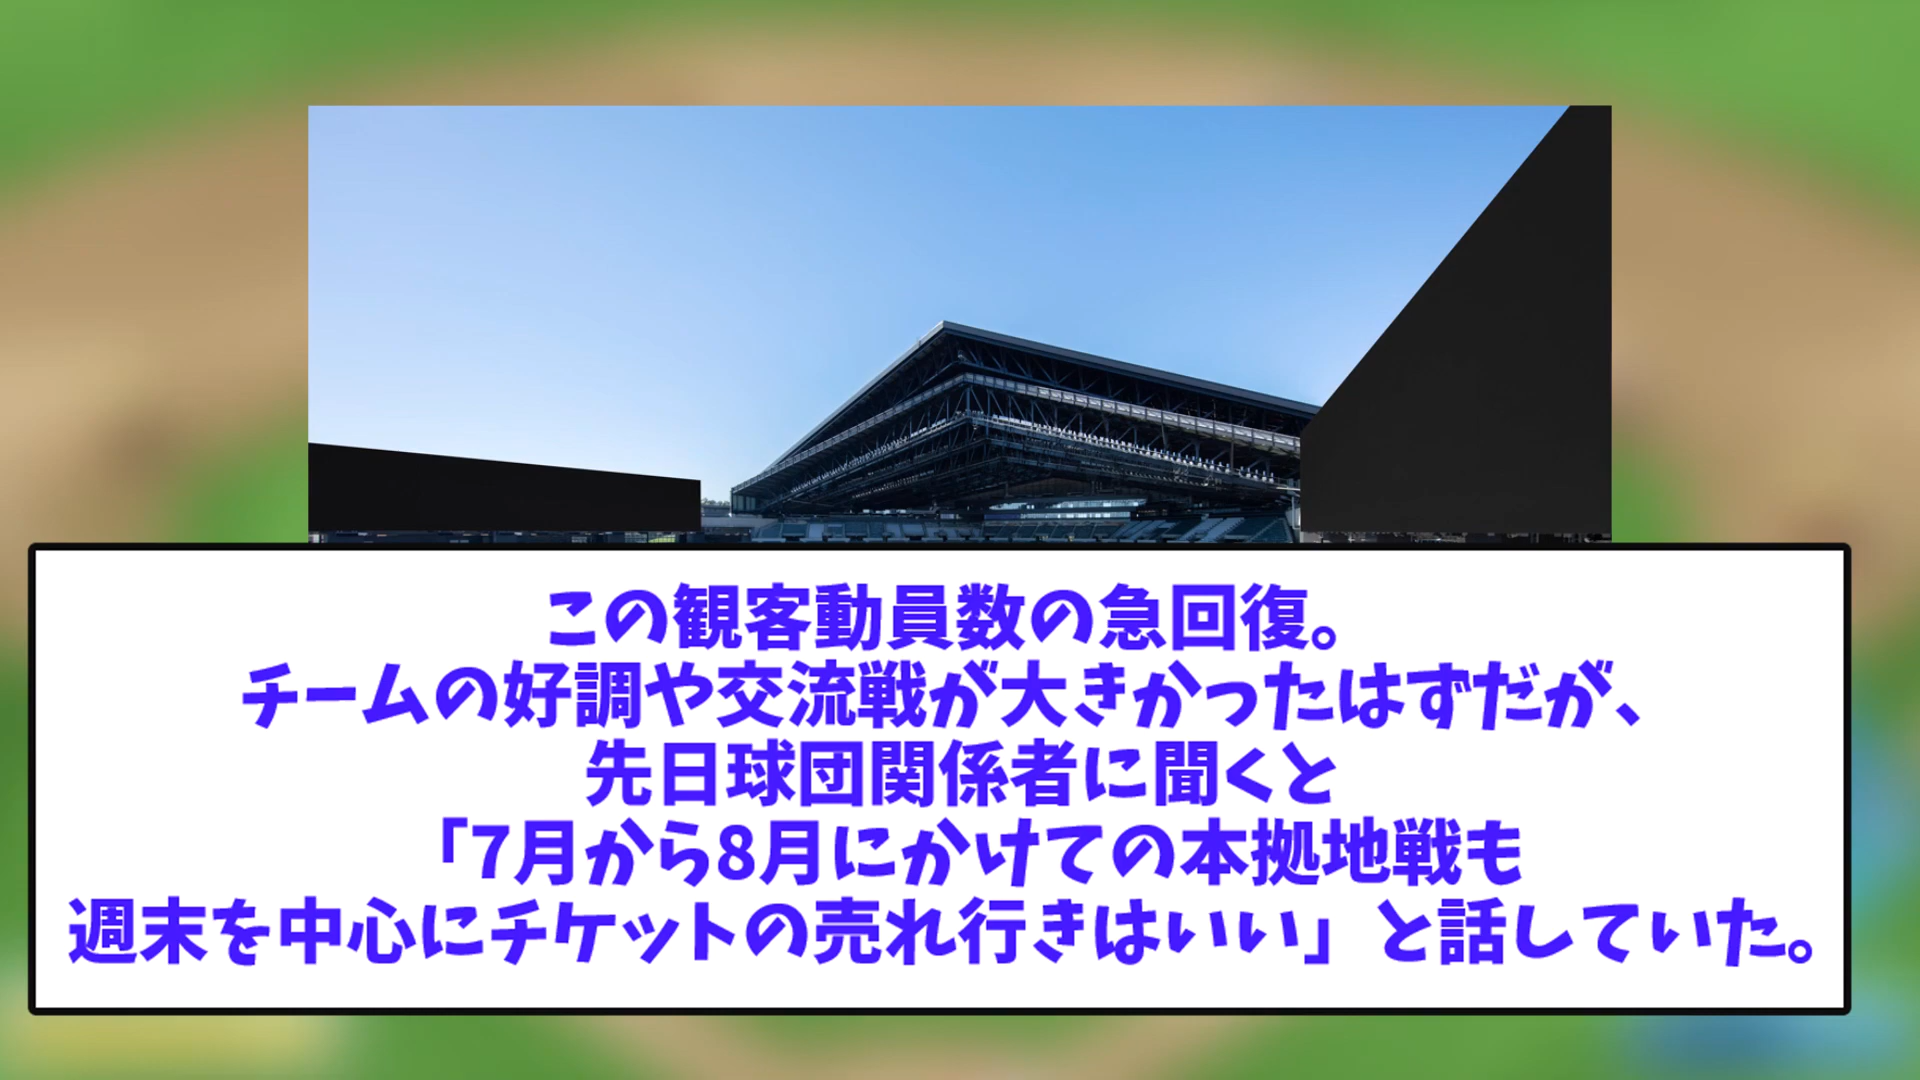 この観客動員数の急回復。
チームの好調や交流戦が大きかったはずだが、
先日球団関係者に聞くと
「7月から8月にかけての本拠地戦も
週末を中心にチケットの売れ行きはいい」と話していた。